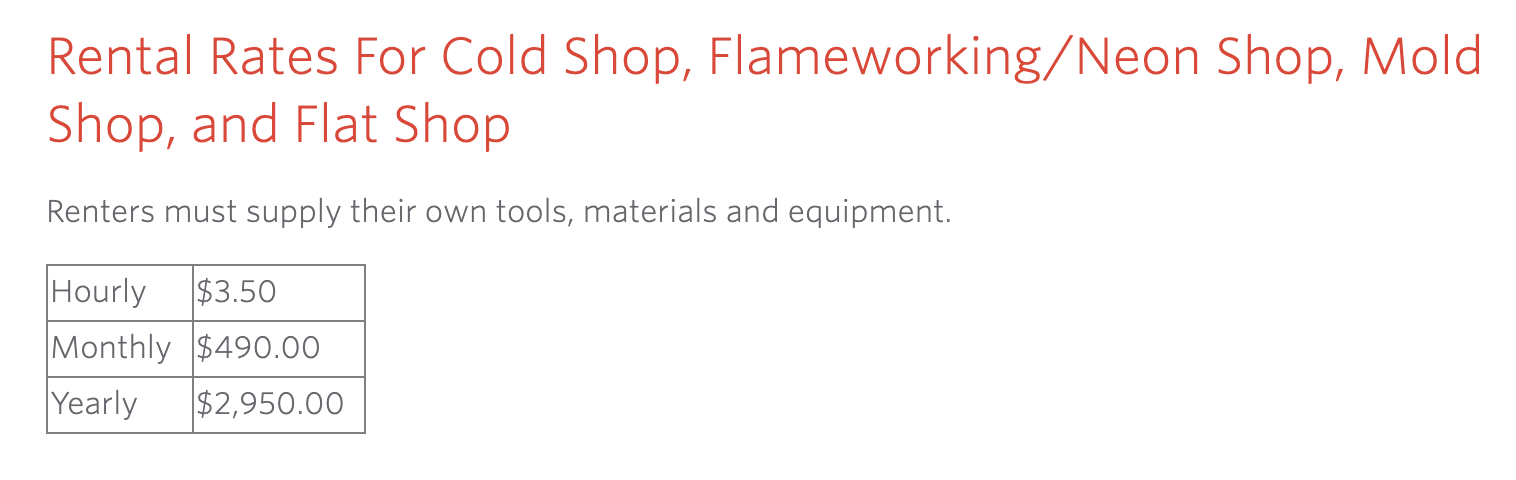 Rental Rates For Cold Shop, Flameworking/Neon Shop, Mold
Shop, and Flat Shop
Renters must supply their own tools, materials and equipment.
Hourly $3.50
Monthly $490.00
Yearly $2,950.00